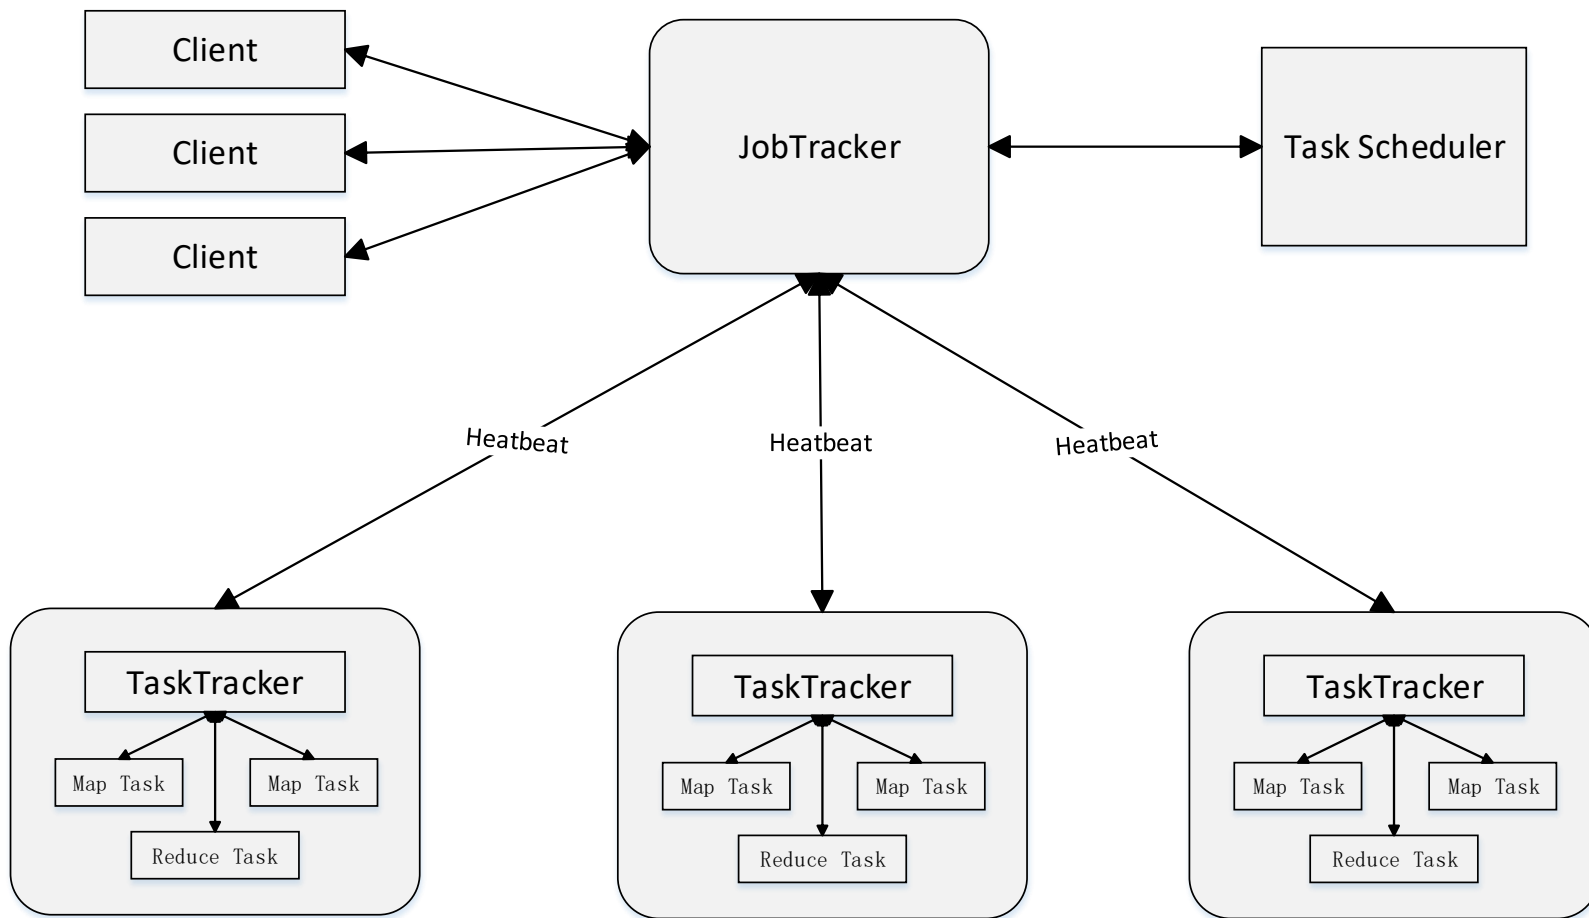 Client
Client
Client
JobTracker
Task Scheduler
Heatbeat
Heatbeat
Heatbeat
TaskTracker
Map Task
Map Task
Reduce Task
TaskTracker
Map Task
Map Task
Reduce Task
TaskTracker
Map Task
Map Task
Reduce Task